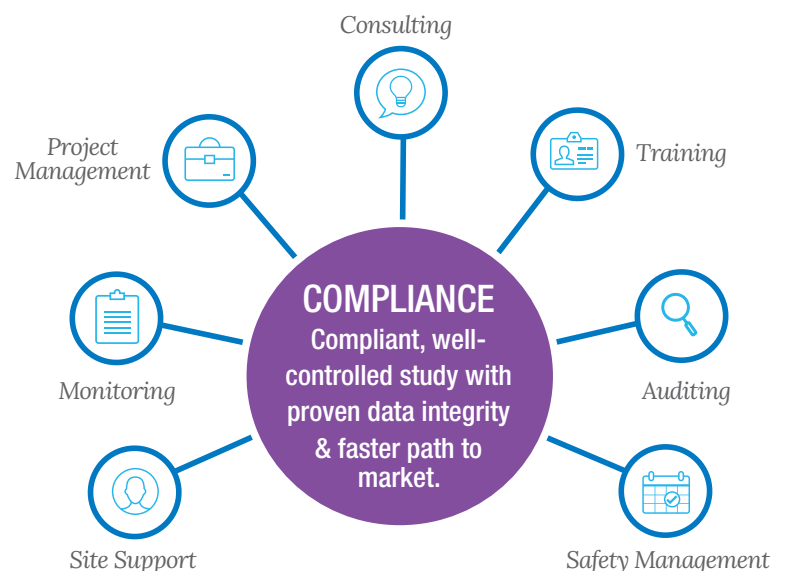 Consulting
Project
Management
Training
COMPLIANCE
Compliant, well-
controlled study with
proven data integrity
& faster path to
market.
Monitoring
Auditing
Site Support
Safety Management